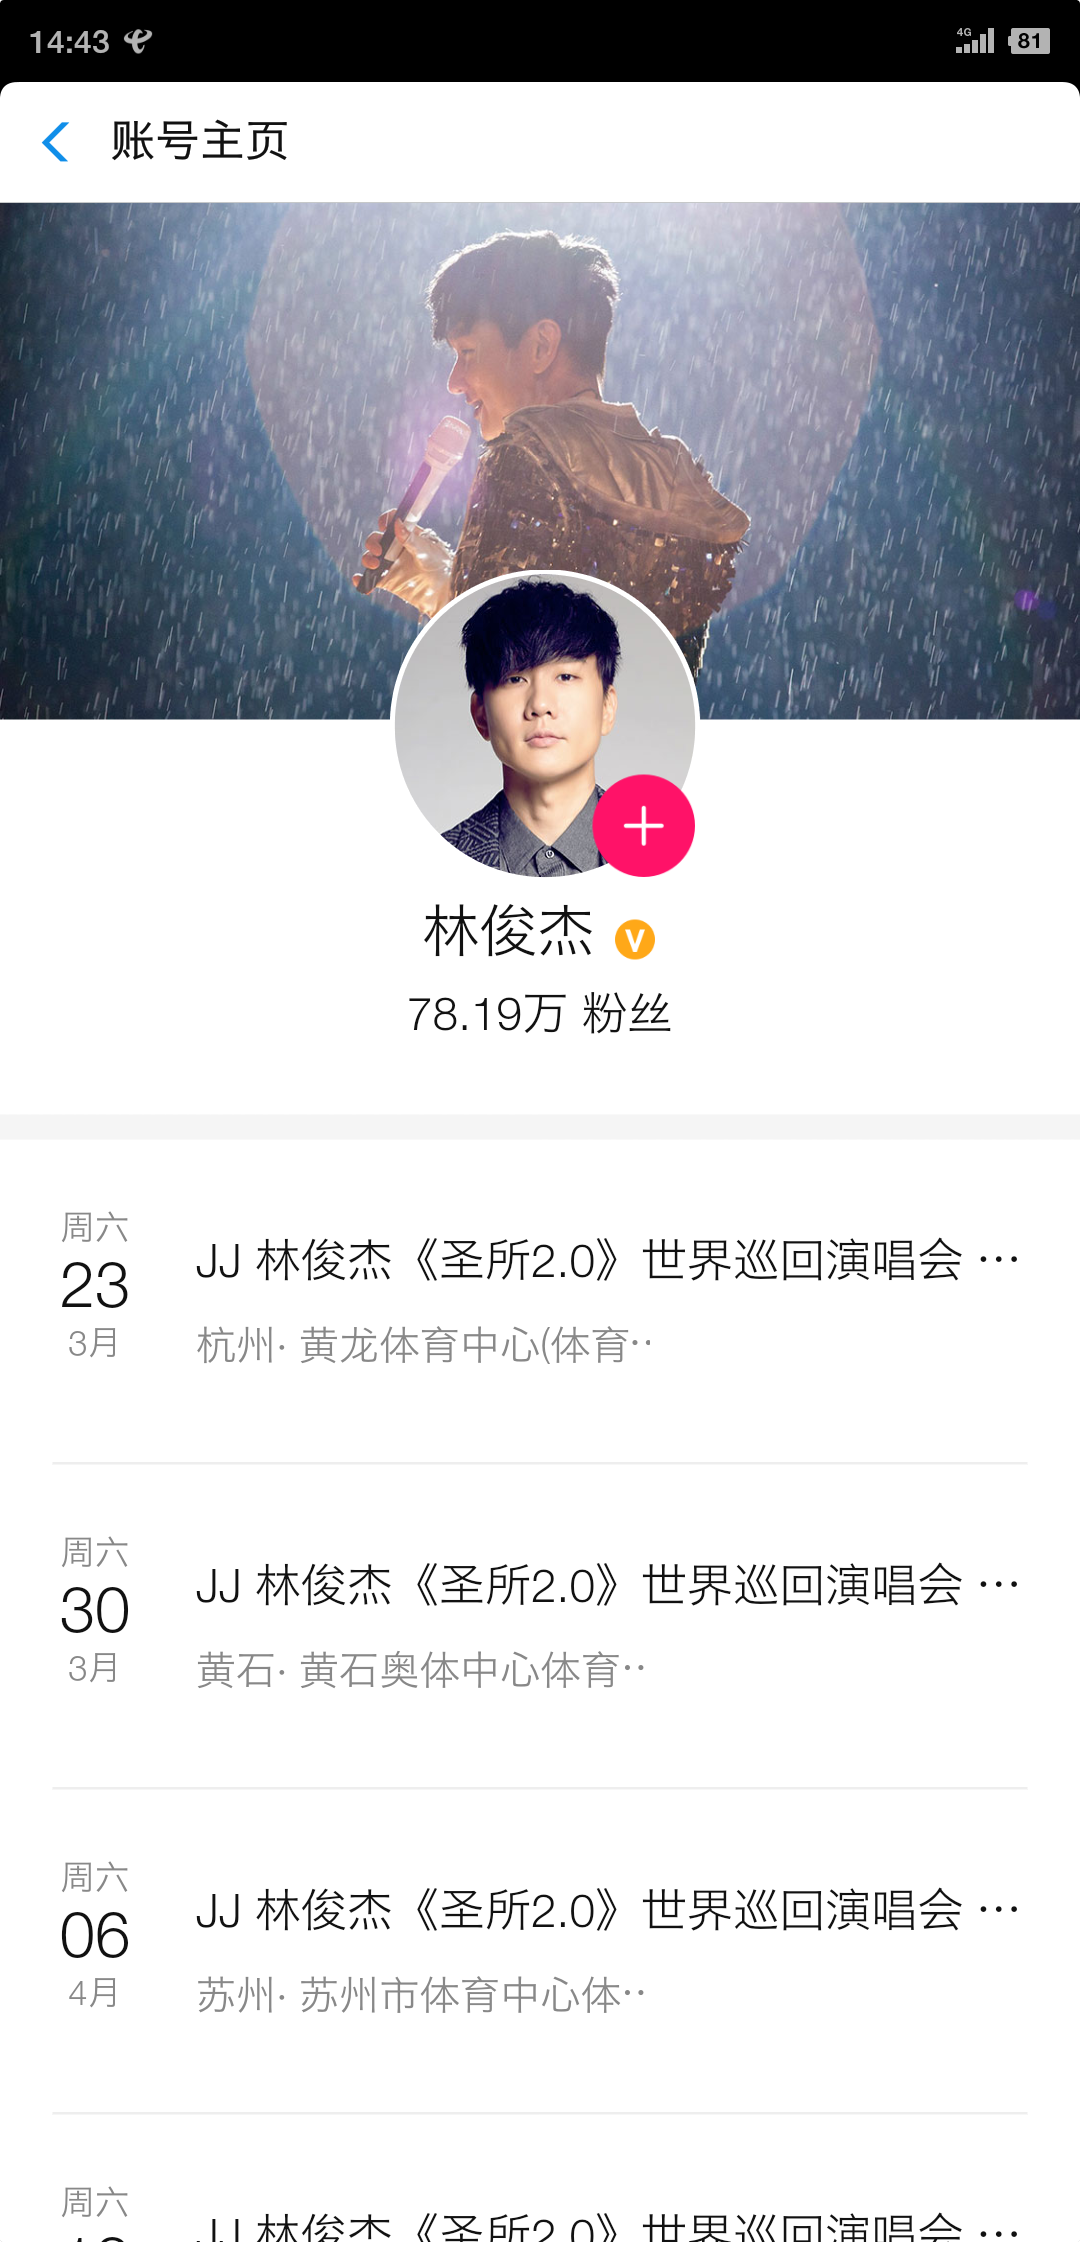 14:43
4G
81
账号主页
林俊杰 V
78.19万 粉丝
周六
23
3月
JJ 林俊杰《圣所2.0》世界巡回演唱会 ···
杭州· 黄龙体育中心(体育··
周六
30
3月
JJ 林俊杰《圣所2.0》世界巡回演唱会 ···
黄石· 黄石奥体中心体育··
周六
06
4月
JJ 林俊杰《圣所2.0》世界巡回演唱会 ···
苏州· 苏州市体育中心体··
周六
JJ 林俊杰《圣所2.0》世界巡回演唱会 ···